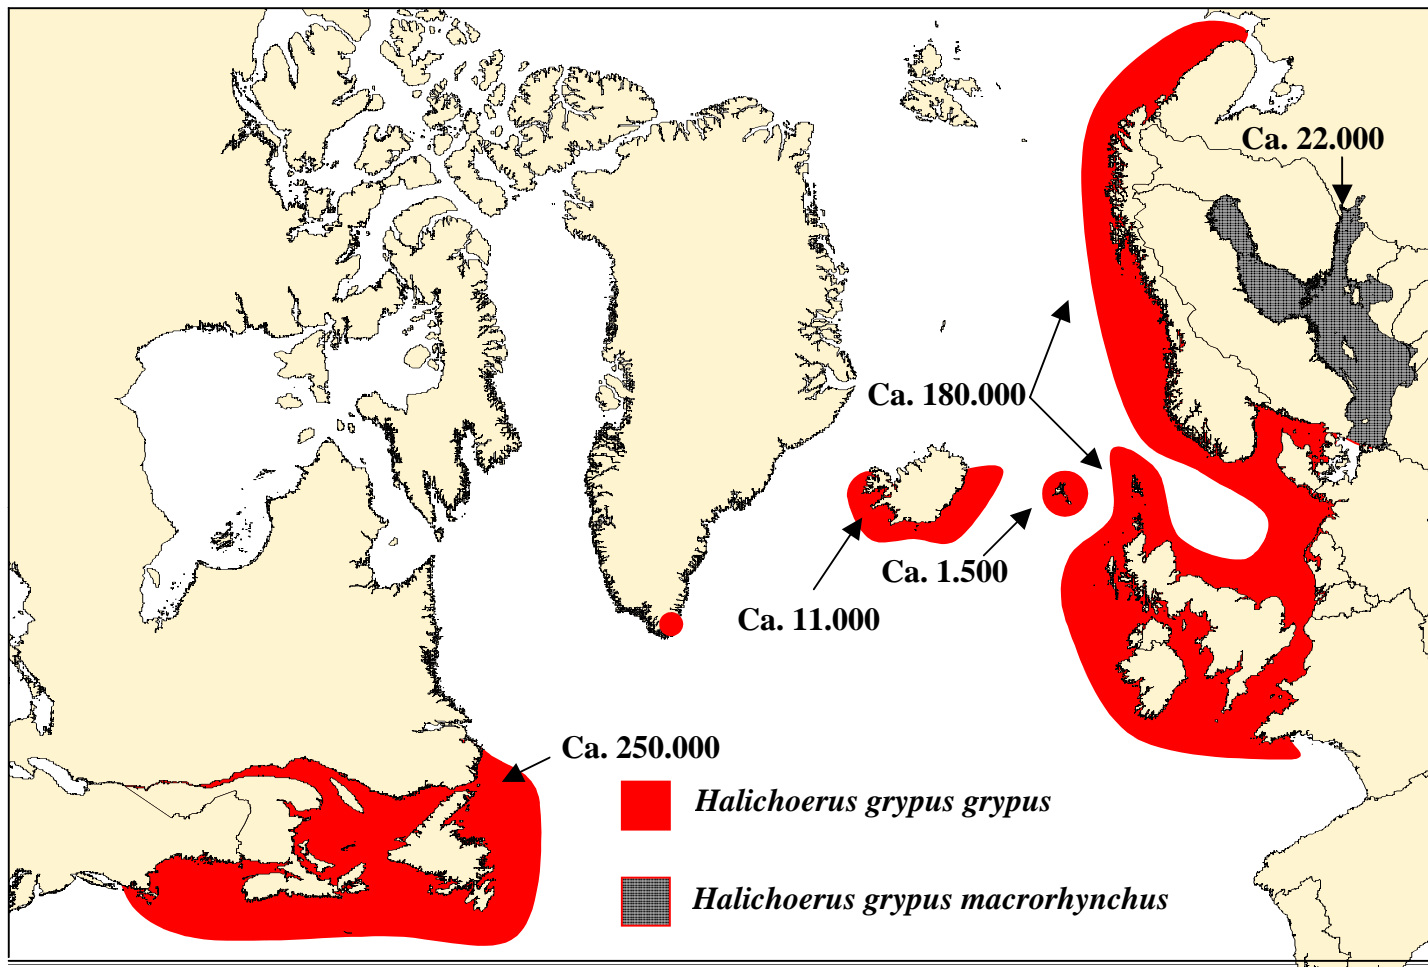 Ca. 22.000
Ca. 180.000
Ca. 1.500
Ca. 11.000
Ca. 250.000
Halichoerus grypus grypus
Halichoerus grypus macrorhynchus